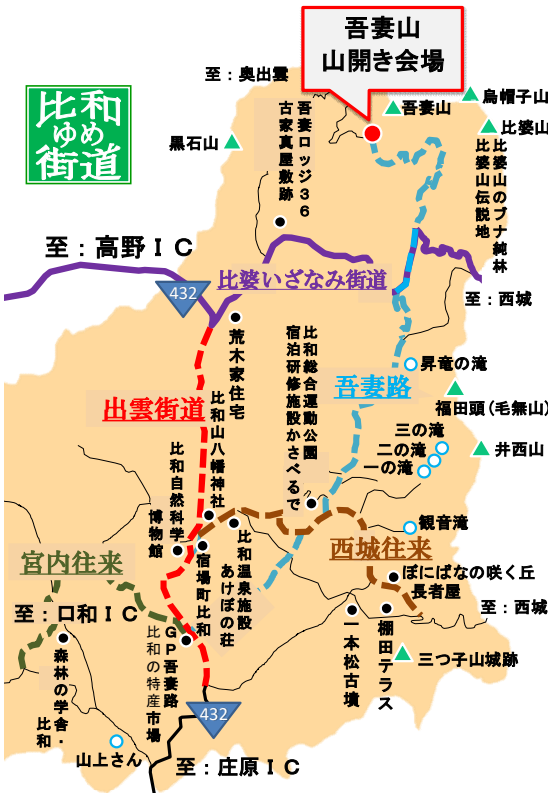 吾妻山
山開き会場
至：奥出雲
烏帽子山
吾妻山
比婆山
比和
ゆめ
街道
黒石山
吾妻ロッジ３６
古家真屋敷跡
比婆山のブナ純林
比婆山伝説地
至：高野ＩＣ
比婆いざなみ街道
432
至：西城
荒木家住宅
比和総合運動公園
宿泊研修施設かさべるで
昇竜の滝
吾妻路
福田頭(毛無山)
出雲街道
比和山八幡神社
三の滝
二の滝
一の滝
井西山
比和自然科学
博物館
観音滝
西城往来
宮内往来
宿場町比和
比和温泉施設
あけぼの荘
ぼにばなの咲く丘
長者屋
至：口和ＩＣ
至：西城
ＧＰ吾妻路
比和の特産市場
一本松古墳
棚田テラス
森林の学舎・
比和
三つ子山城跡
432
山上さん
至：庄原ＩＣ